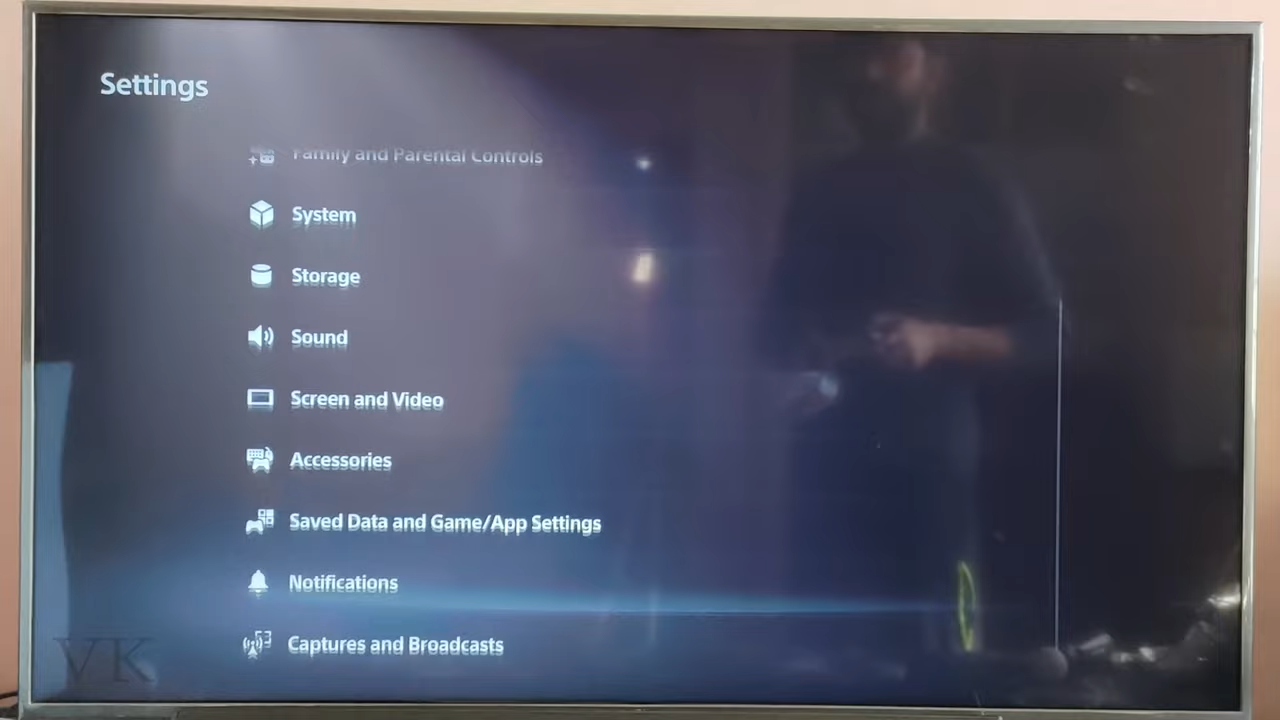 Settings
Family and Parental Controls
System
Storage
Sound
Screen and Video
Accessories
Saved Data and Game/App Settings
Notifications
Captures and Broadcasts
VK